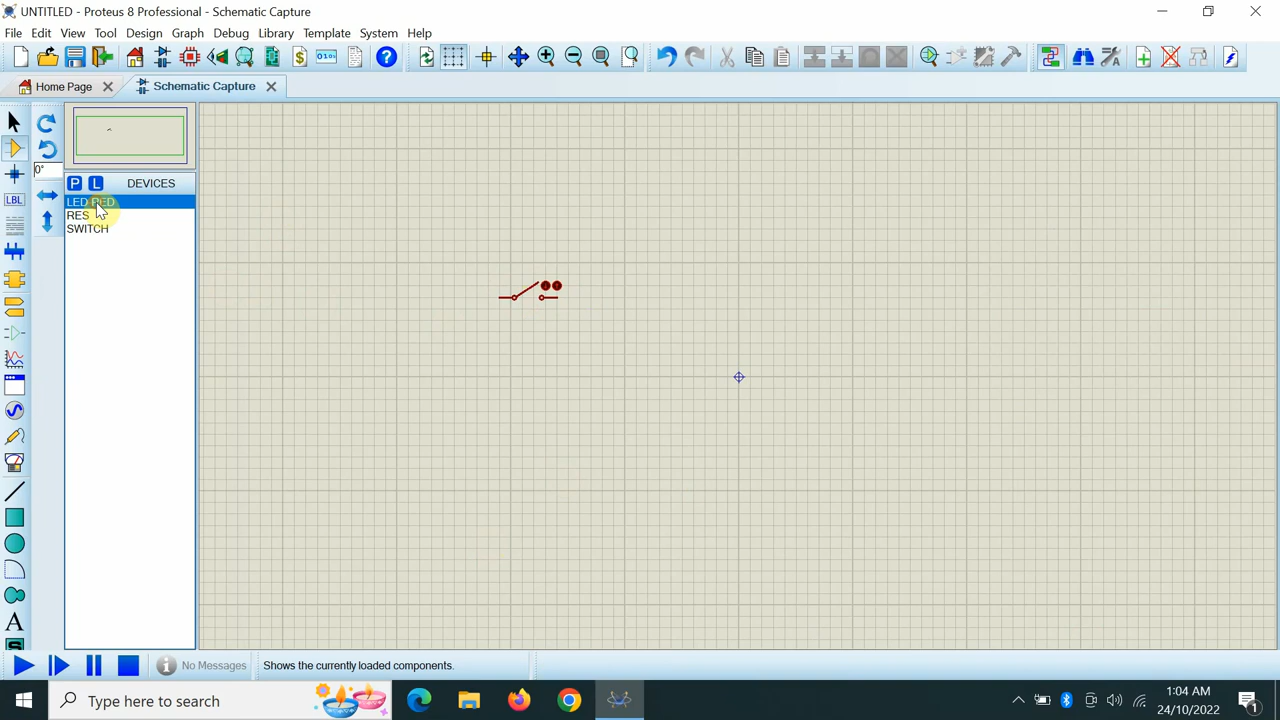 UNTITLED - Proteus 8 Professional - Schematic Capture
File Edit View Tool Design Graph Debug Library Template System Help
Home Page Schematic Capture
0°
P L DEVICES
LED RED
RES
SWITCH
LBL
A
S
No Messages Shows the currently loaded components.
Type here to search
1:04 AM
24/10/2022
1